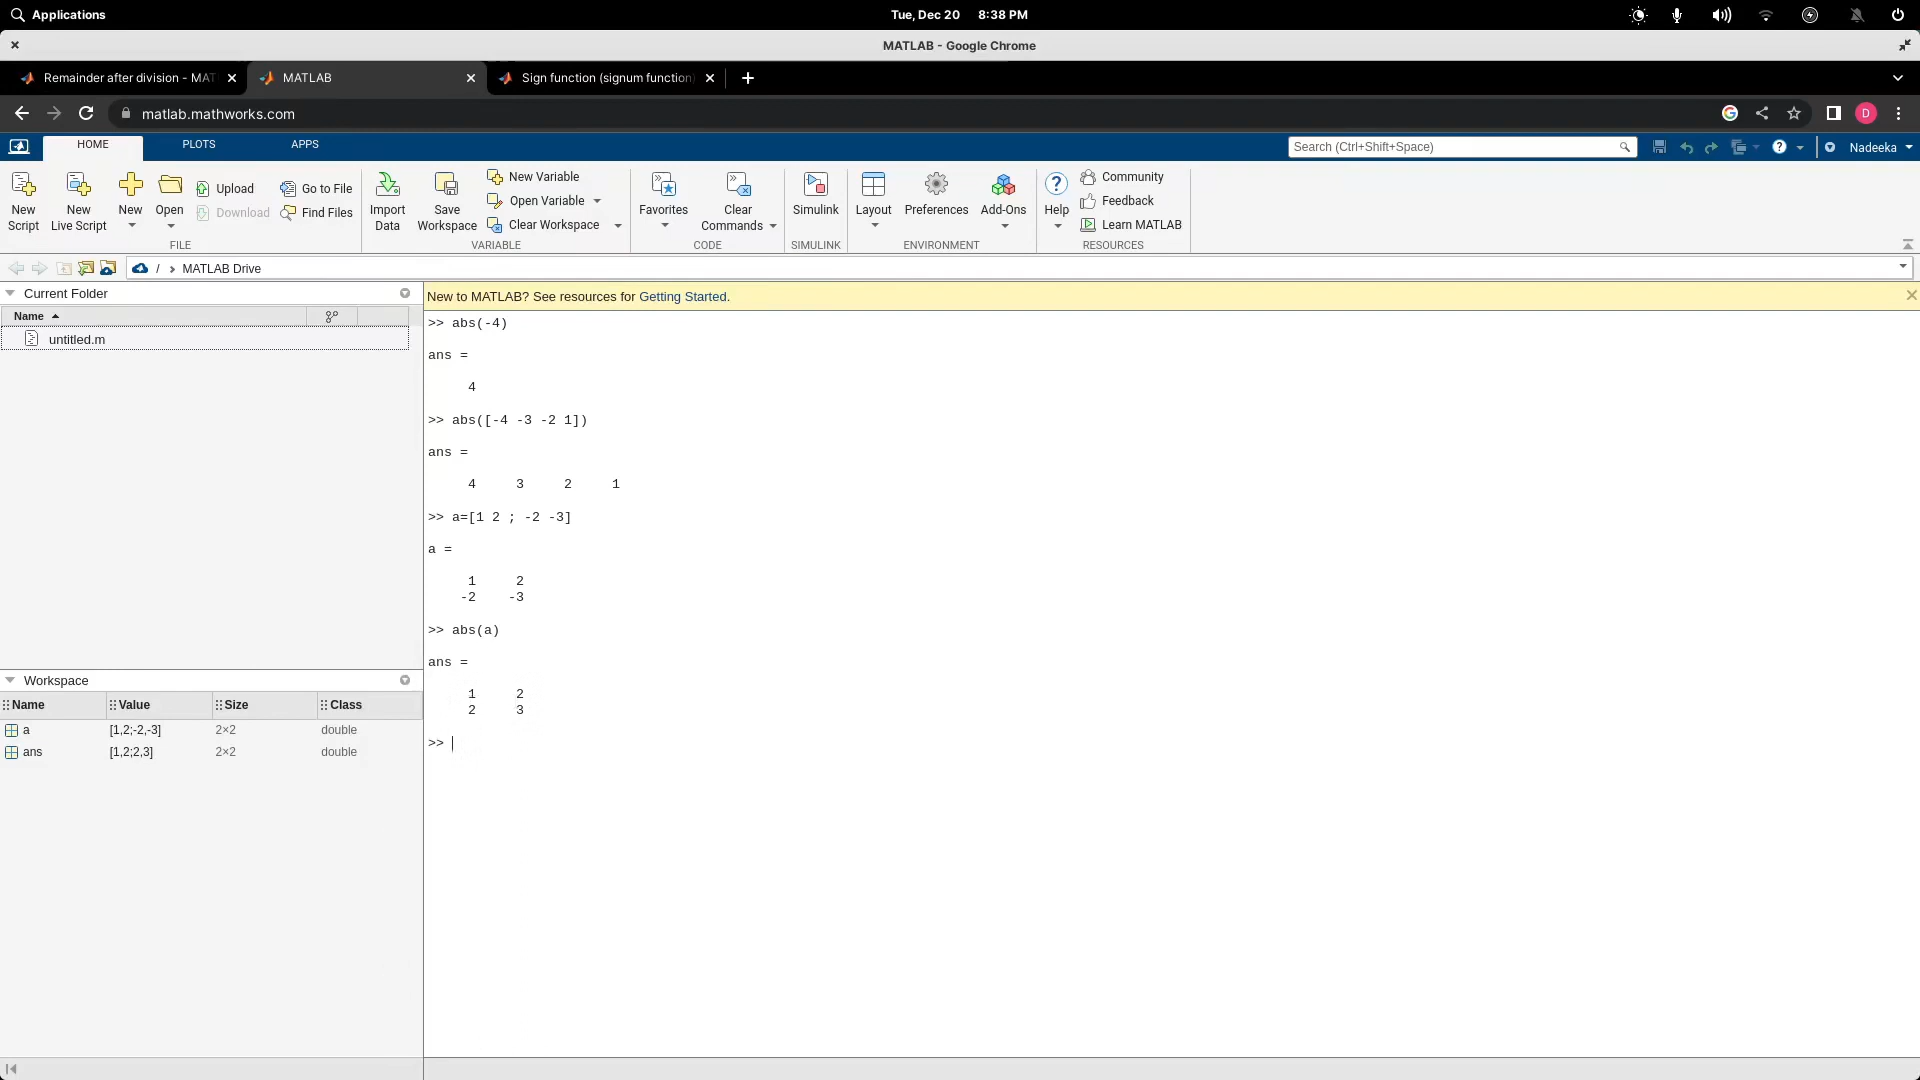 Applications
Tue, Dec 20 8:38 PM
MATLAB - Google Chrome
Remainder after division - MAT
MATLAB
Sign function (signum function)
matlab.mathworks.com
D
HOME PLOTS APPS
Search (Ctrl+Shift+Space)
Nadeeka
New Script
New Live Script
New
Open
Upload
Download
Go to File
Find Files
FILE
Import Data
Save Workspace
New Variable
Open Variable
Clear Workspace
VARIABLE
Favorites
Clear Commands
CODE
Simulink
SIMULINK
Layout
Preferences
Add-Ons
ENVIRONMENT
Help
Community
Feedback
Learn MATLAB
RESOURCES
/ MATLAB Drive
Current Folder
Name
untitled.m
New to MATLAB? See resources for Getting Started.
>> abs(-4)
ans =
4
>> abs([-4 -3 -2 1])
ans =
4 3 2 1
>> a=[1 2 ; -2 -3]
a =
1 2
-2 -3
>> abs(a)
ans =
1 2
2 3
>>
Workspace
Name Value Size Class
a [1,2;-2,-3] 2×2 double
ans [1,2;2,3] 2×2 double